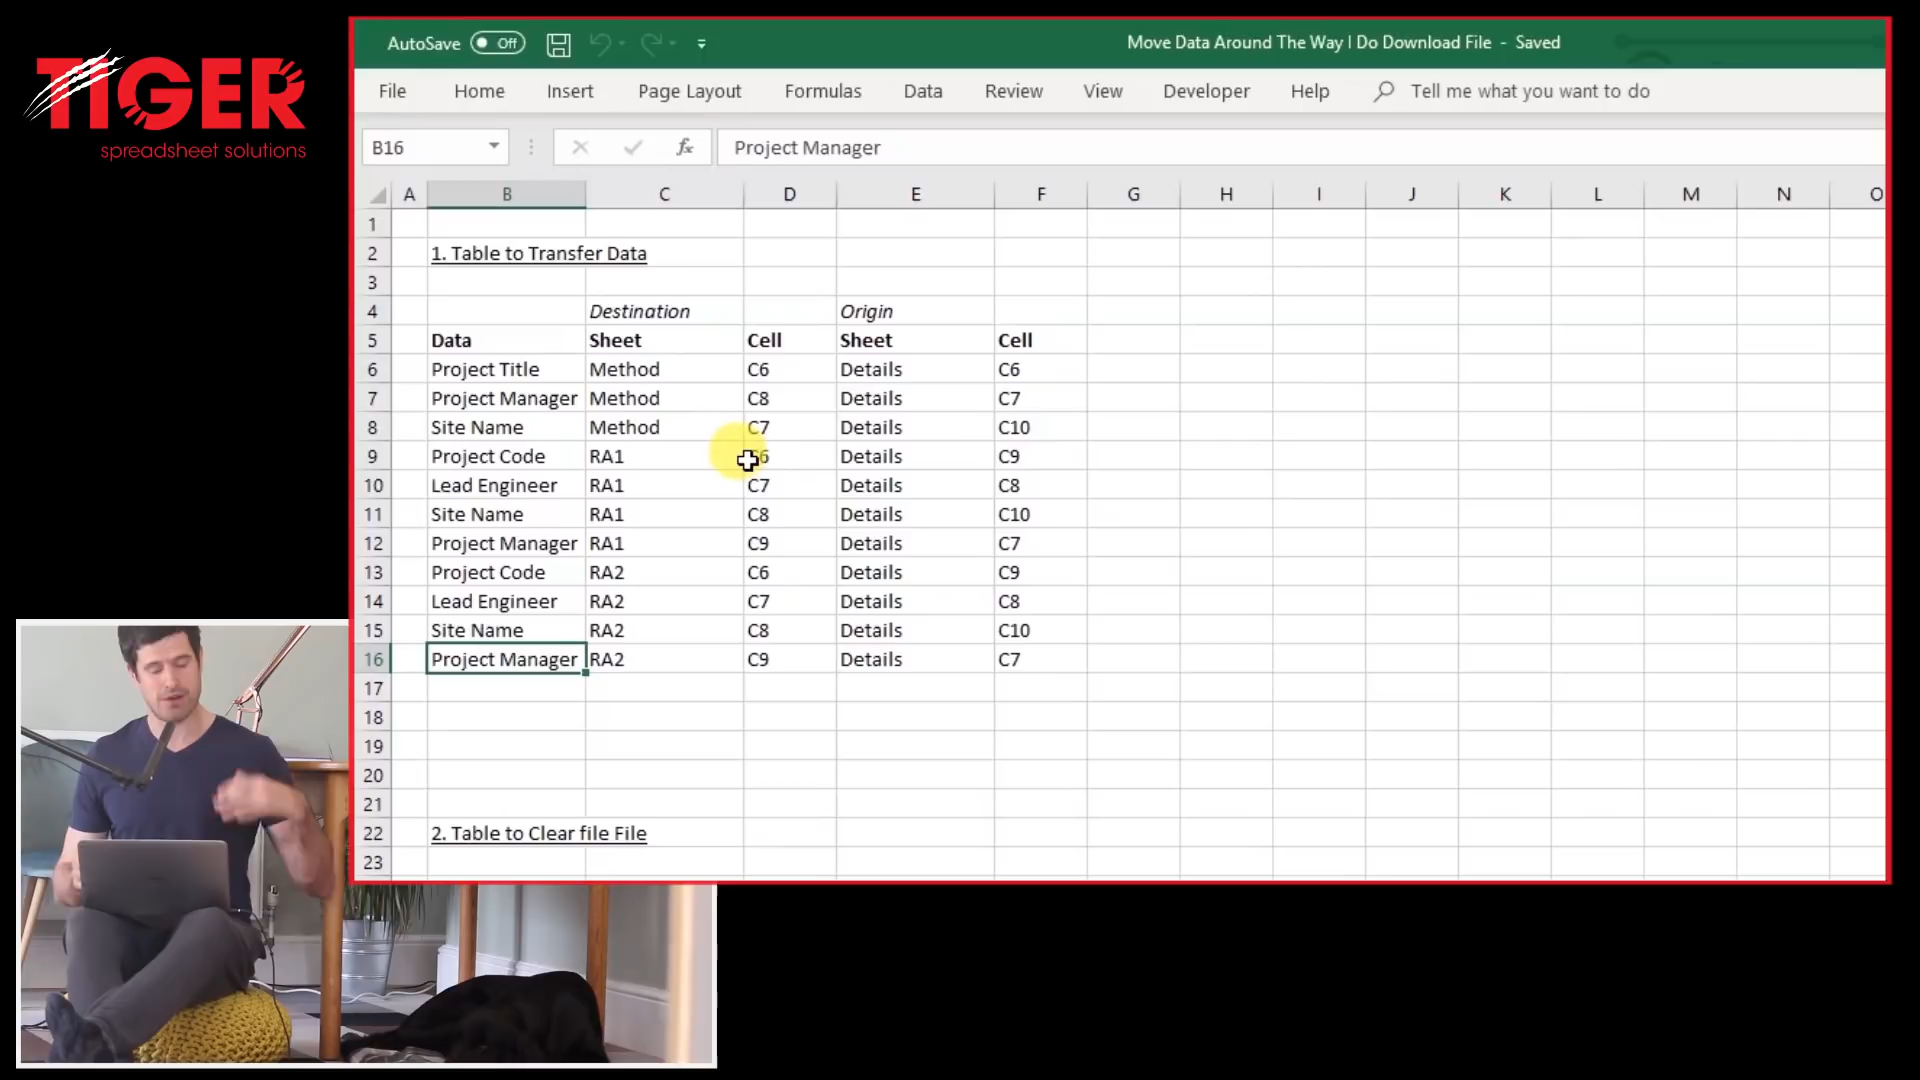 TIGER
spreadsheet solutions
AutoSave Off Move Data Around The Way I Do Download File - Saved
File Home Insert Page Layout Formulas Data Review View Developer Help Tell me what you want to do
B16 fx Project Manager
A B C D E F G H I J K L M N O
1
2 1. Table to Transfer Data
3
4 Destination Origin
5 Data Sheet Cell Sheet Cell
6 Project Title Method C6 Details C6
7 Project Manager Method C8 Details C7
8 Site Name Method C7 Details C10
9 Project Code RA1 C6 Details C9
10 Lead Engineer RA1 C7 Details C8
11 Site Name RA1 C8 Details C10
12 Project Manager RA1 C9 Details C7
13 Project Code RA2 C6 Details C9
14 Lead Engineer RA2 C7 Details C8
15 Site Name RA2 C8 Details C10
16 Project Manager RA2 C9 Details C7
17
18
19
20
21
22 2. Table to Clear file File
23